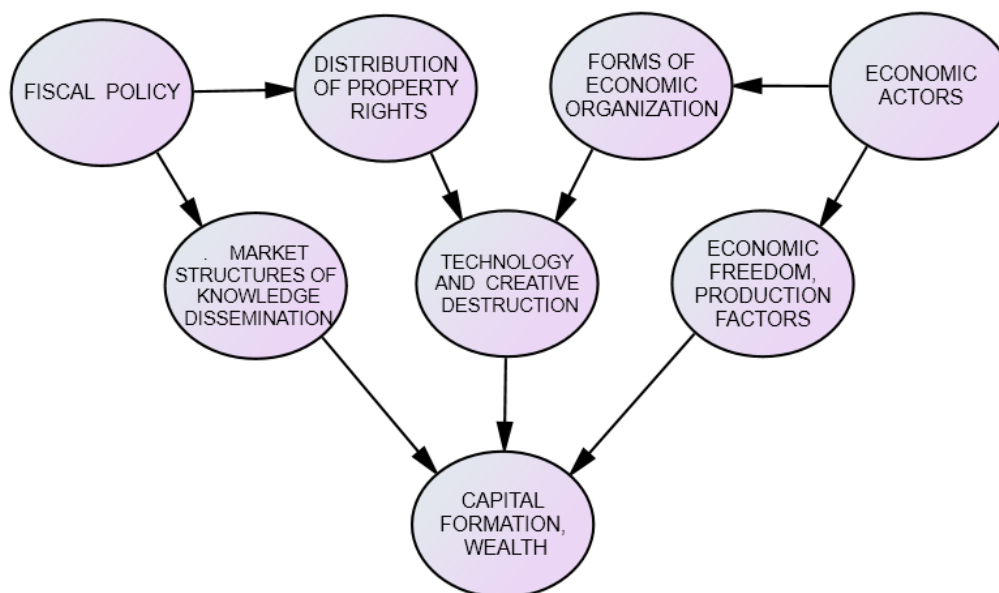 FISCAL POLICY
DISTRIBUTION
OF PROPERTY
RIGHTS
FORMS OF
ECONOMIC
ORGANIZATION
ECONOMIC
ACTORS
. MARKET
STRUCTURES OF
KNOWLEDGE
DISSEMINATION
TECHNOLOGY
AND CREATIVE
DESTRUCTION
ECONOMIC
FREEDOM,
PRODUCTION
FACTORS
CAPITAL
FORMATION,
WEALTH